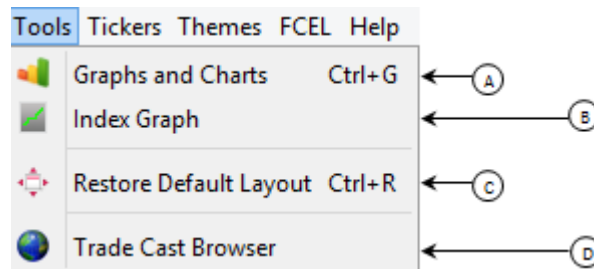 Tools Tickers Themes FCEL Help
Graphs and Charts Ctrl+G A
Index Graph B
Restore Default Layout Ctrl+R C
Trade Cast Browser D